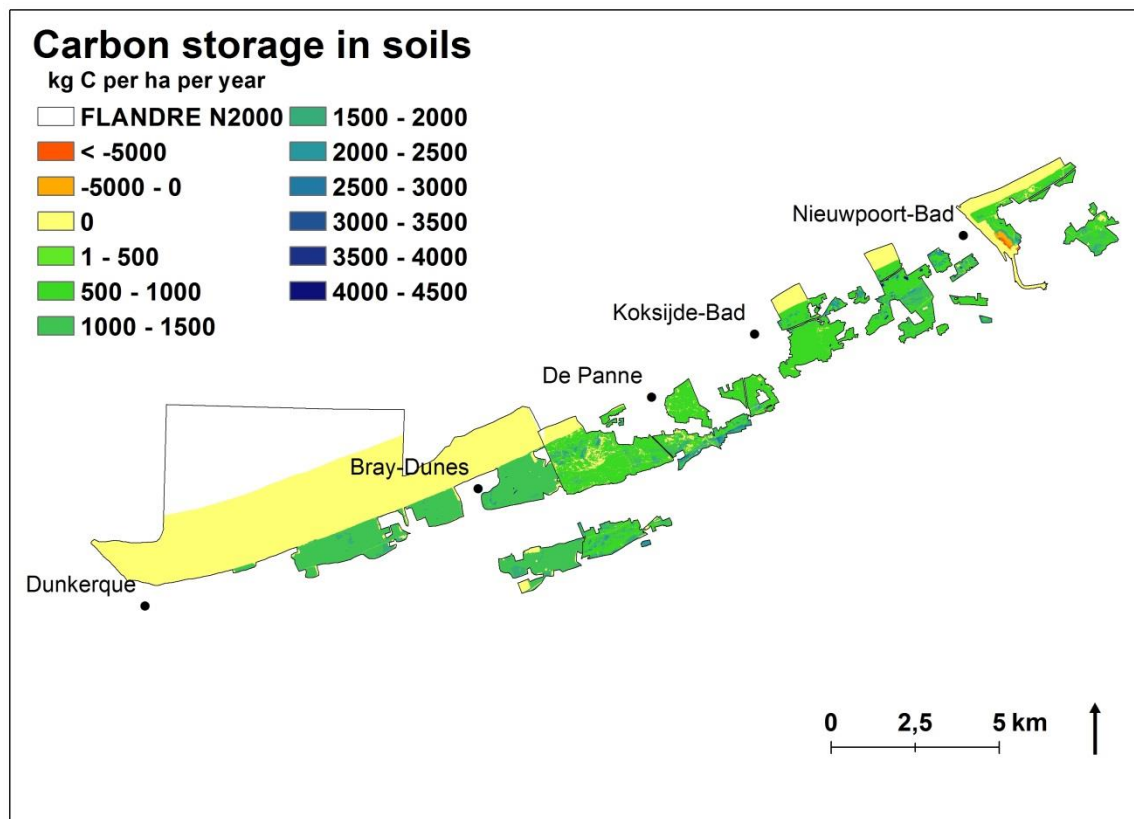 Carbon storage in soils
kg C per ha per year
FLANDRE N2000
< -5000
-5000 - 0
0
1 - 500
500 - 1000
1000 - 1500
1500 - 2000
2000 - 2500
2500 - 3000
3000 - 3500
3500 - 4000
4000 - 4500
Nieuwpoort-Bad
Koksijde-Bad
De Panne
Bray-Dunes
Dunkerque
0 2,5 5 km